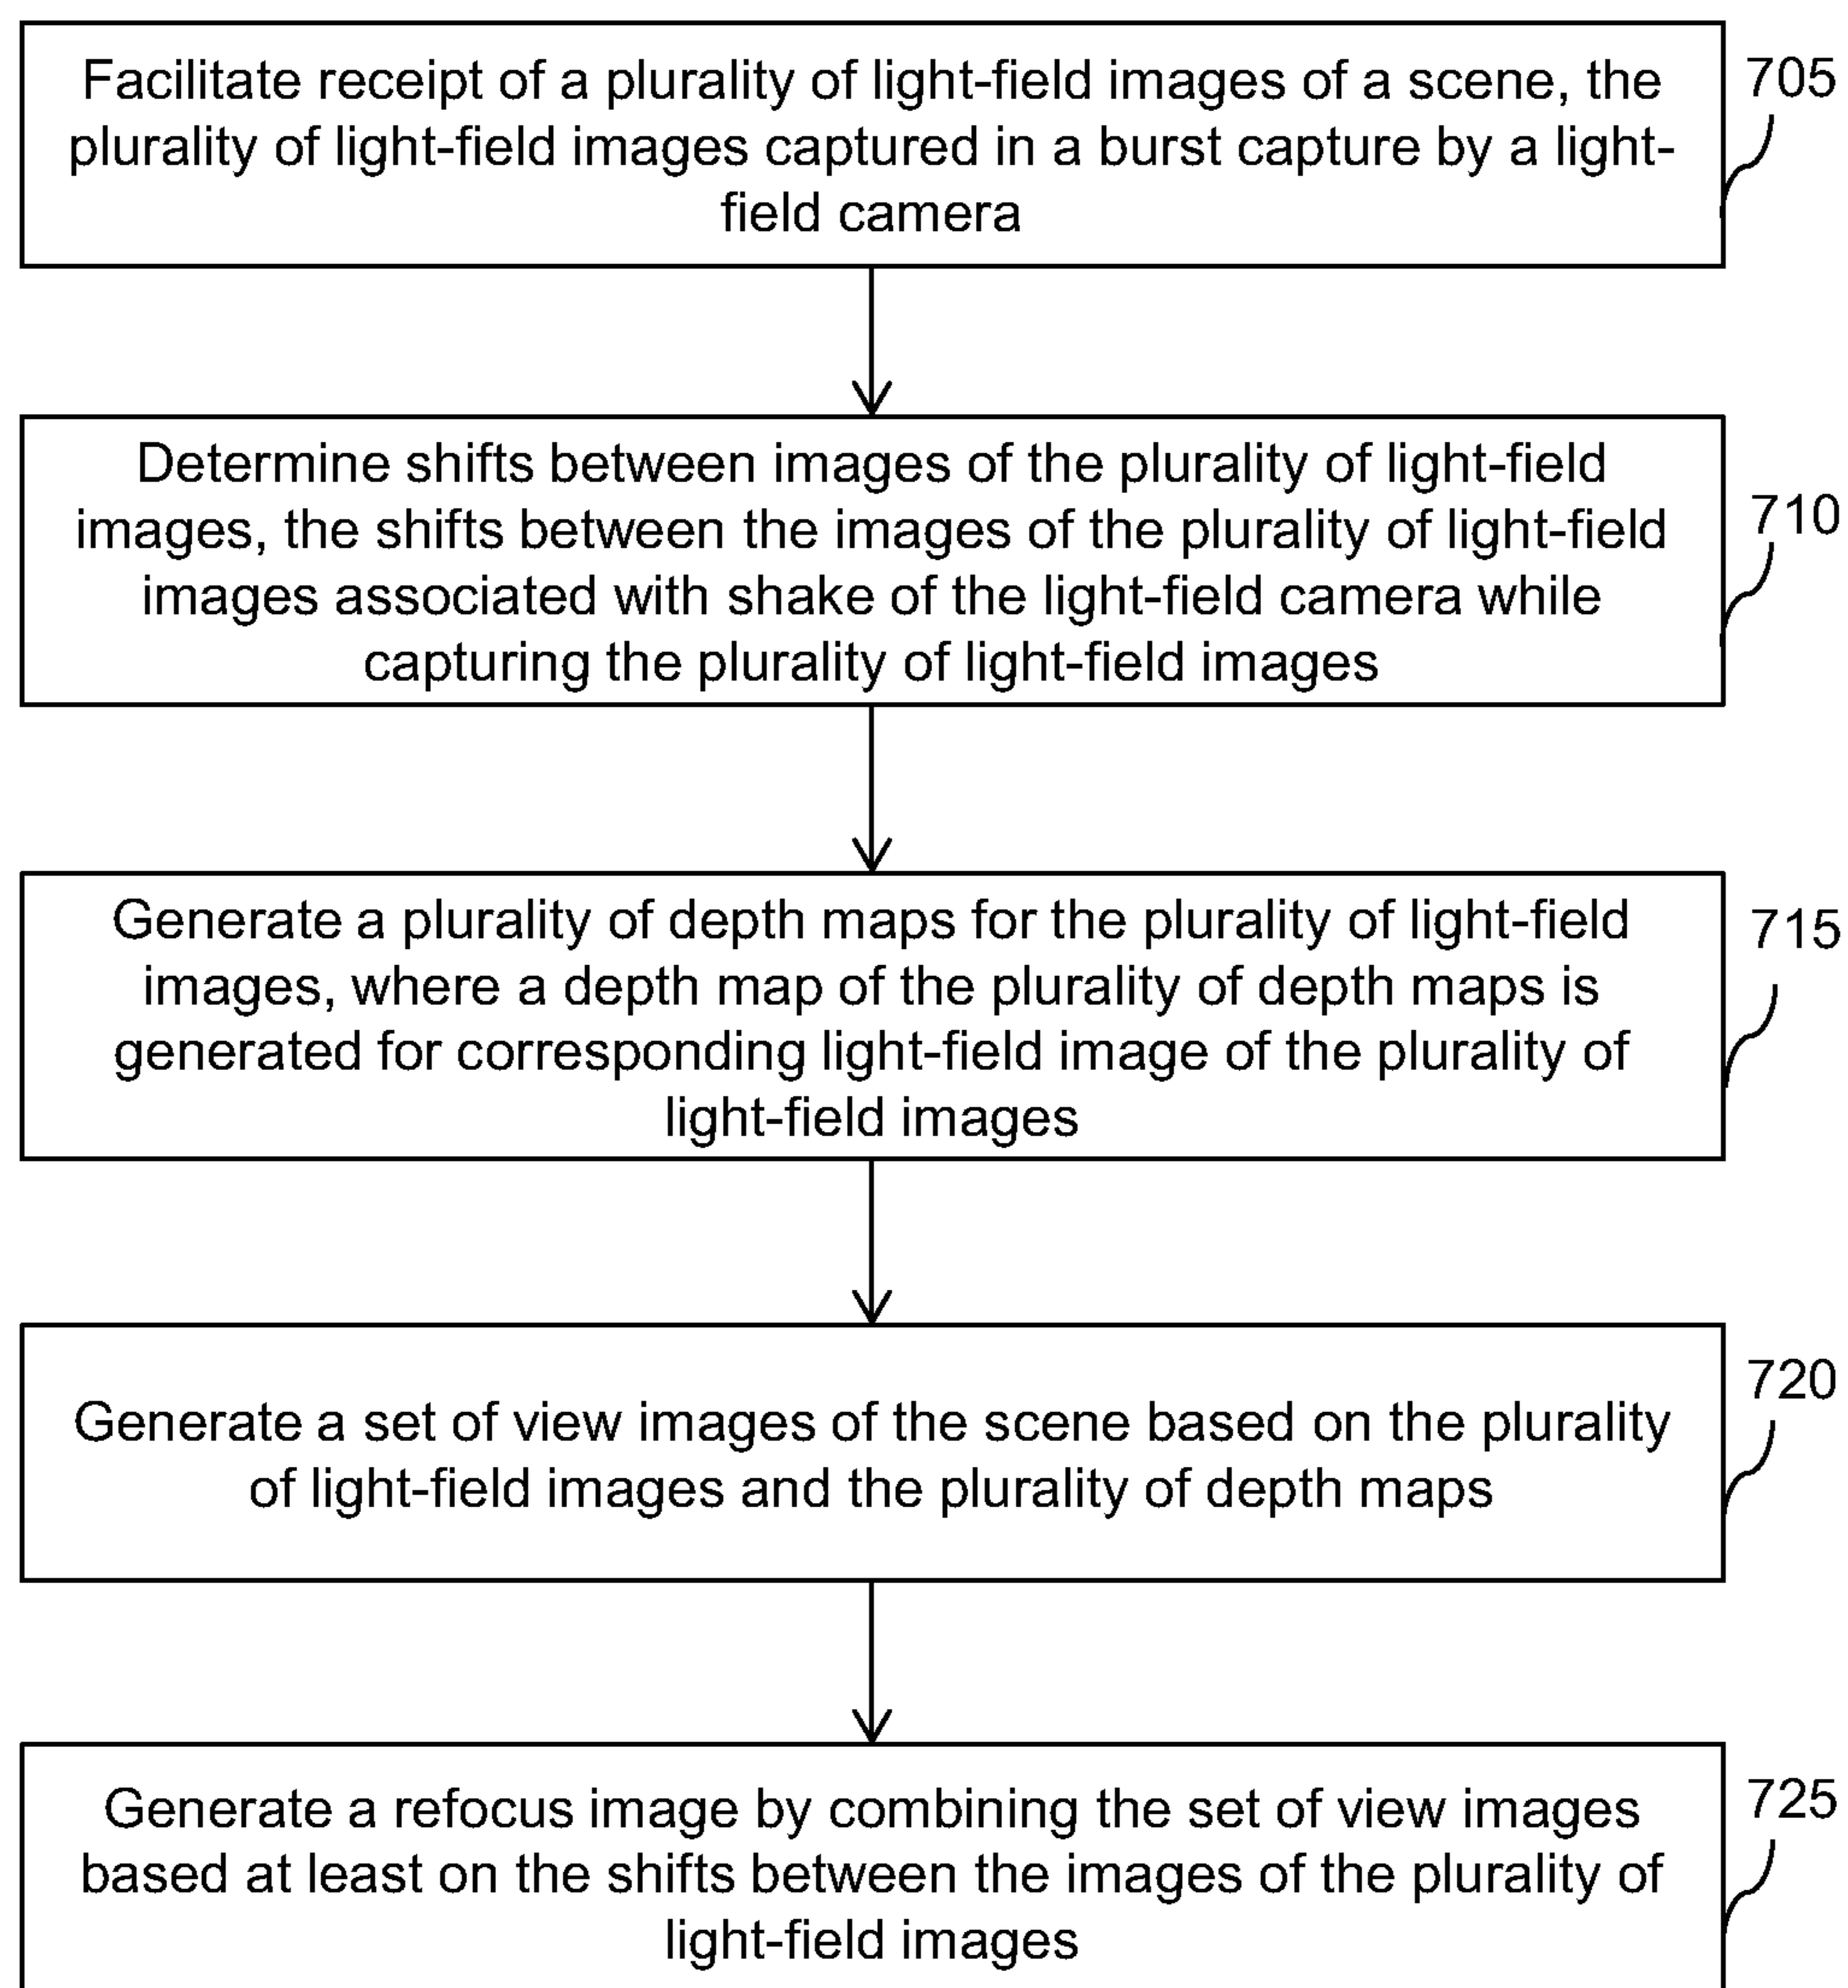 Facilitate receipt of a plurality of light-field images of a scene, the
plurality of light-field images captured in a burst capture by a light-
field camera
705
Determine shifts between images of the plurality of light-field
images, the shifts between the images of the plurality of light-field
images associated with shake of the light-field camera while
capturing the plurality of light-field images
710
Generate a plurality of depth maps for the plurality of light-field
images, where a depth map of the plurality of depth maps is
generated for corresponding light-field image of the plurality of
light-field images
715
Generate a set of view images of the scene based on the plurality
of light-field images and the plurality of depth maps
720
Generate a refocus image by combining the set of view images
based at least on the shifts between the images of the plurality of
light-field images
725